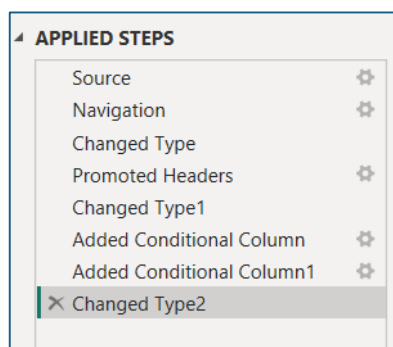 APPLIED STEPS
Source
Navigation
Changed Type
Promoted Headers
Changed Type1
Added Conditional Column
Added Conditional Column1
Changed Type2